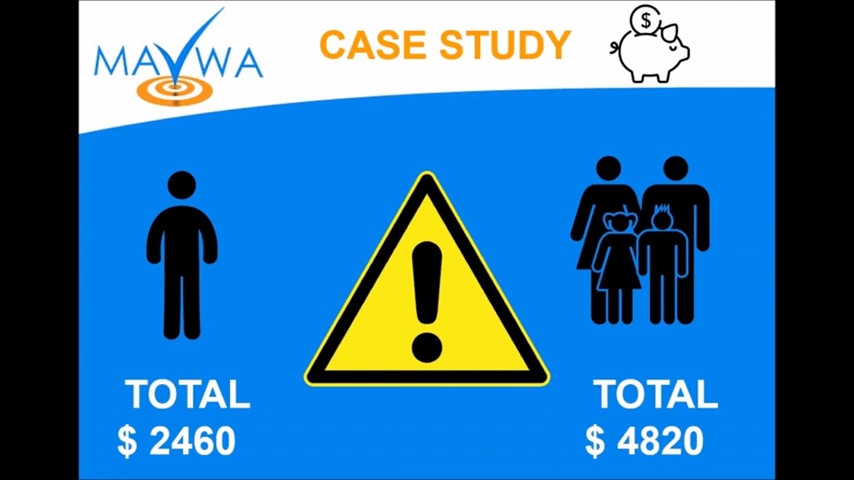 MAVWA
CASE STUDY
$
TOTAL
$ 2460
!
TOTAL
$ 4820